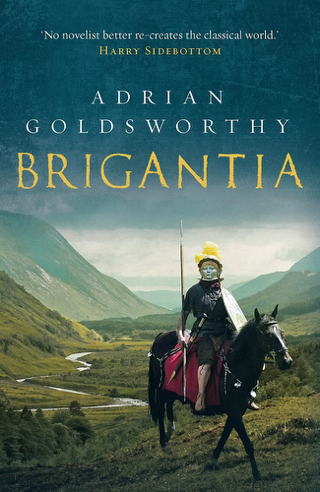 ‘No novelist better re-creates the classical world.’
HARRY SIDEBOTTOM
ADRIAN
GOLDSWORTHY
BRIGANTIA